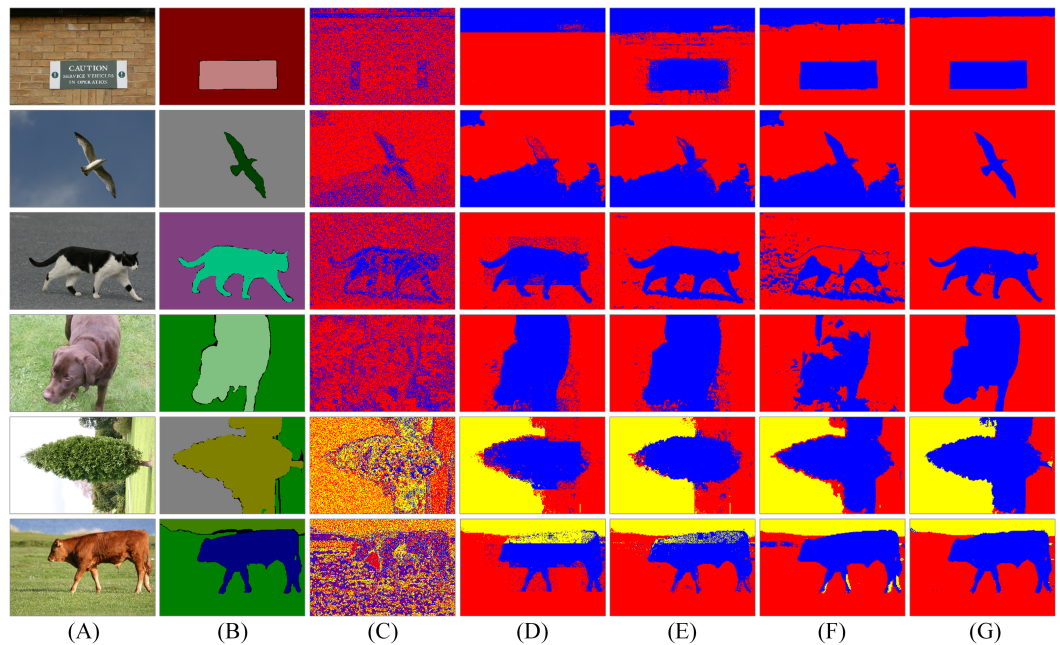 CAUTION
SERVICE VEHICLES
IN OPERATION
(A) (B) (C) (D) (E) (F) (G)